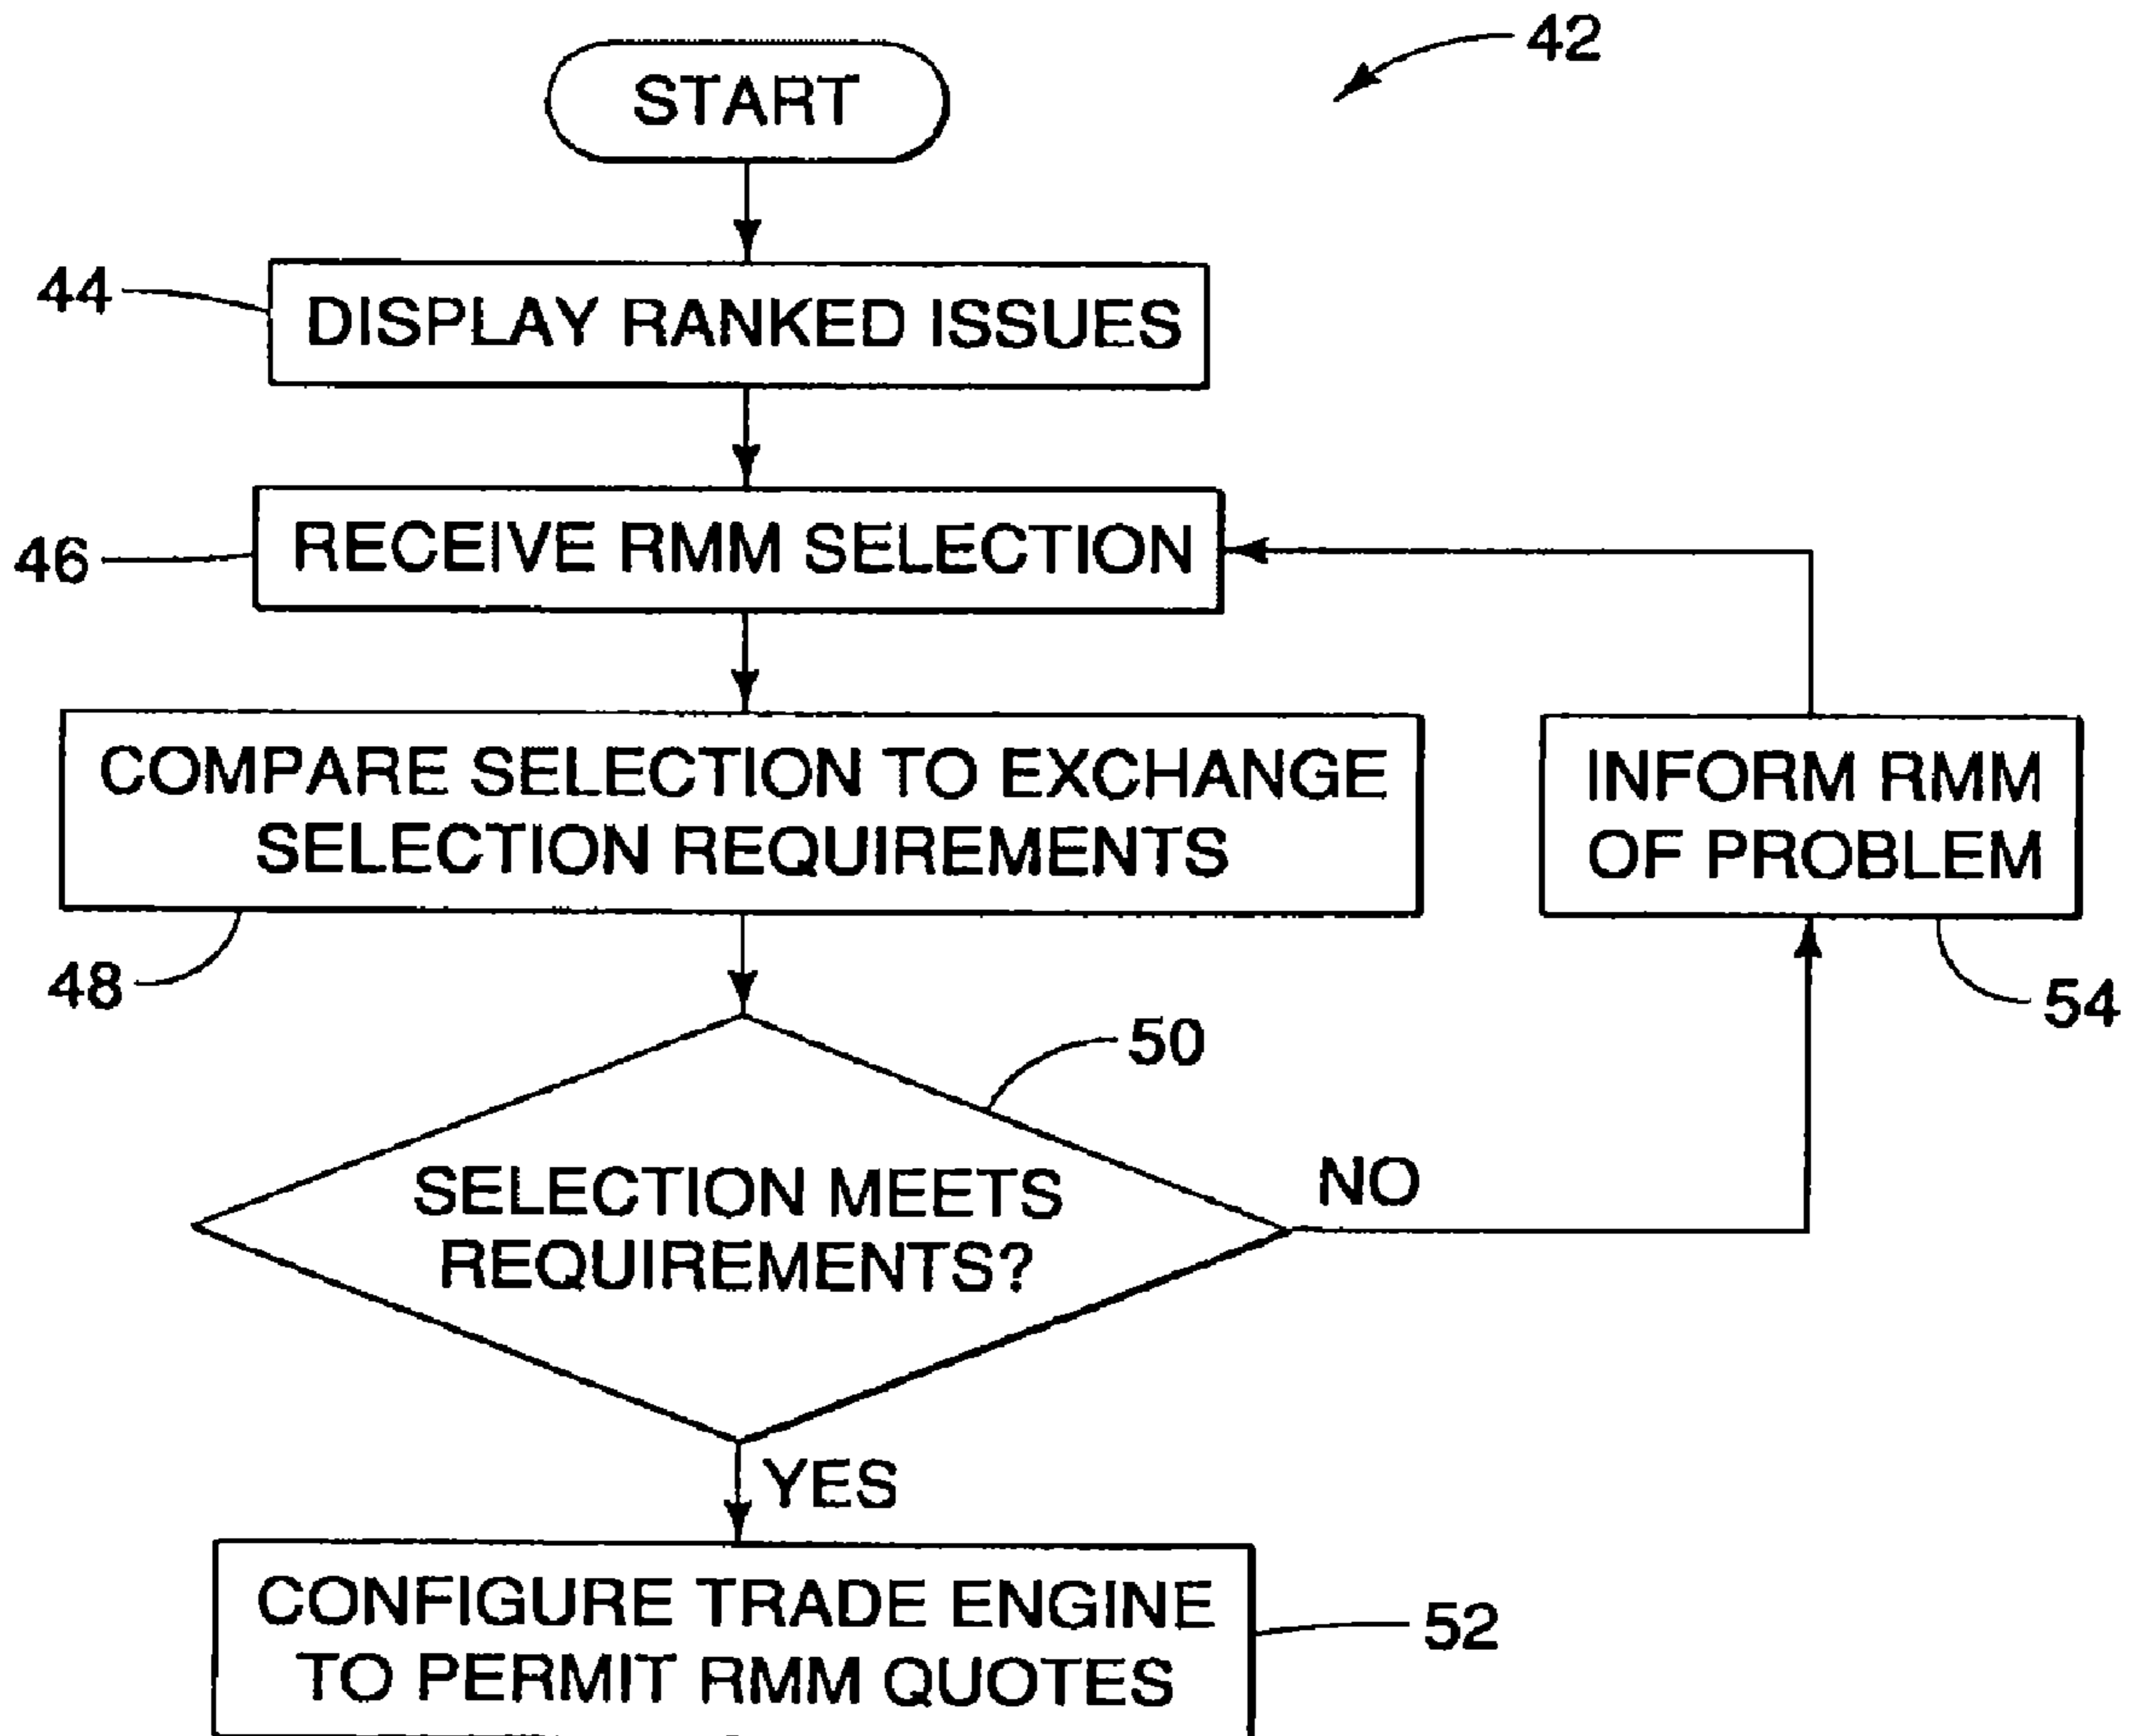 START
42
44
DISPLAY RANKED ISSUES
46
RECEIVE RMM SELECTION
COMPARE SELECTION TO EXCHANGE
SELECTION REQUIREMENTS
INFORM RMM
OF PROBLEM
48
54
50
SELECTION MEETS
REQUIREMENTS?
NO
YES
CONFIGURE TRADE ENGINE
TO PERMIT RMM QUOTES
52